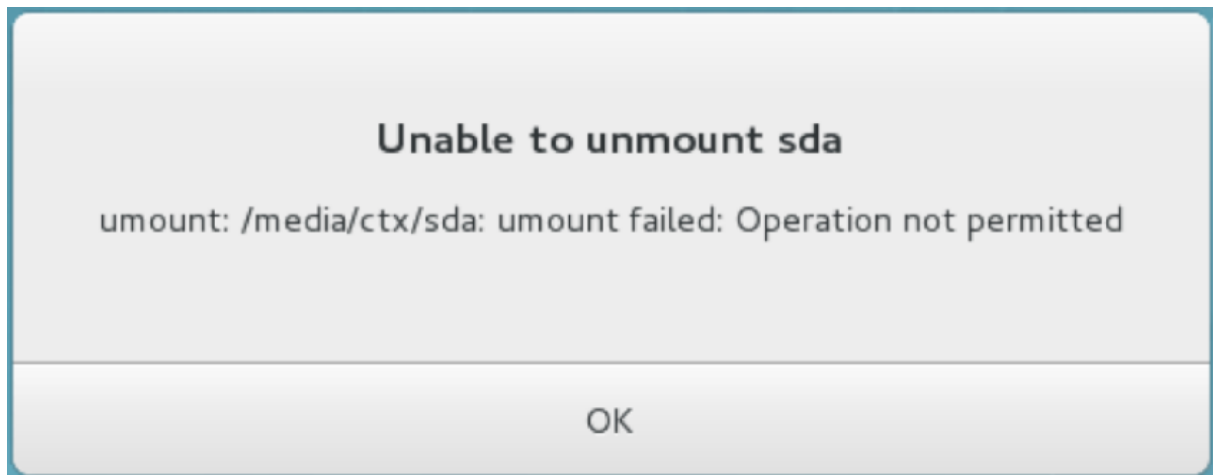 Unable to unmount sda
umount: /media/ctx/sda: umount failed: Operation not permitted
OK